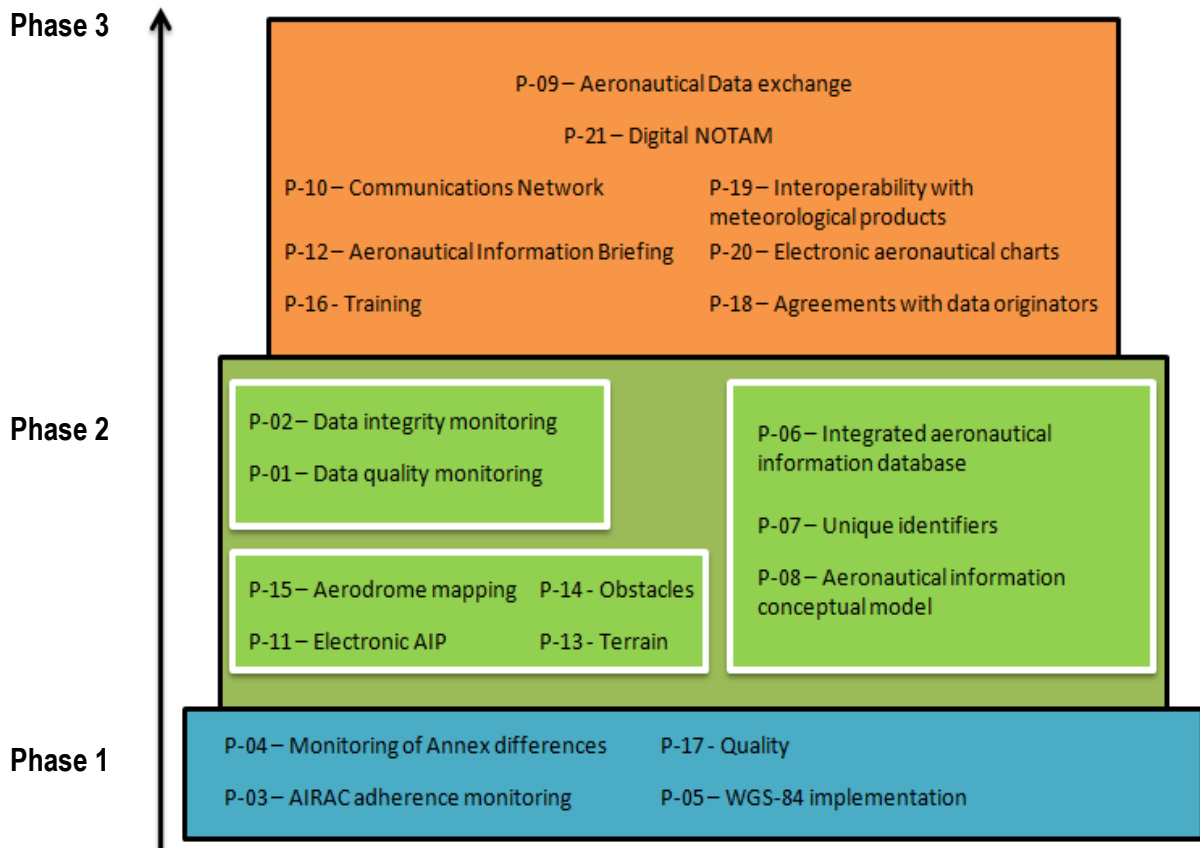 Phase 3
P-09 – Aeronautical Data exchange
P-21 – Digital NOTAM
P-10 – Communications Network
P-19 – Interoperability with
meteorological products
P-12 – Aeronautical Information Briefing
P-20 – Electronic aeronautical charts
P-16 - Training
P-18 – Agreements with data originators
Phase 2
P-02 – Data integrity monitoring
P-01 – Data quality monitoring
P-06 – Integrated aeronautical
information database
P-07 – Unique identifiers
P-08 – Aeronautical information
conceptual model
P-15 – Aerodrome mapping
P-14 - Obstacles
P-11 – Electronic AIP
P-13 - Terrain
Phase 1
P-04 – Monitoring of Annex differences
P-17 - Quality
P-03 – AIRAC adherence monitoring
P-05 – WGS-84 implementation